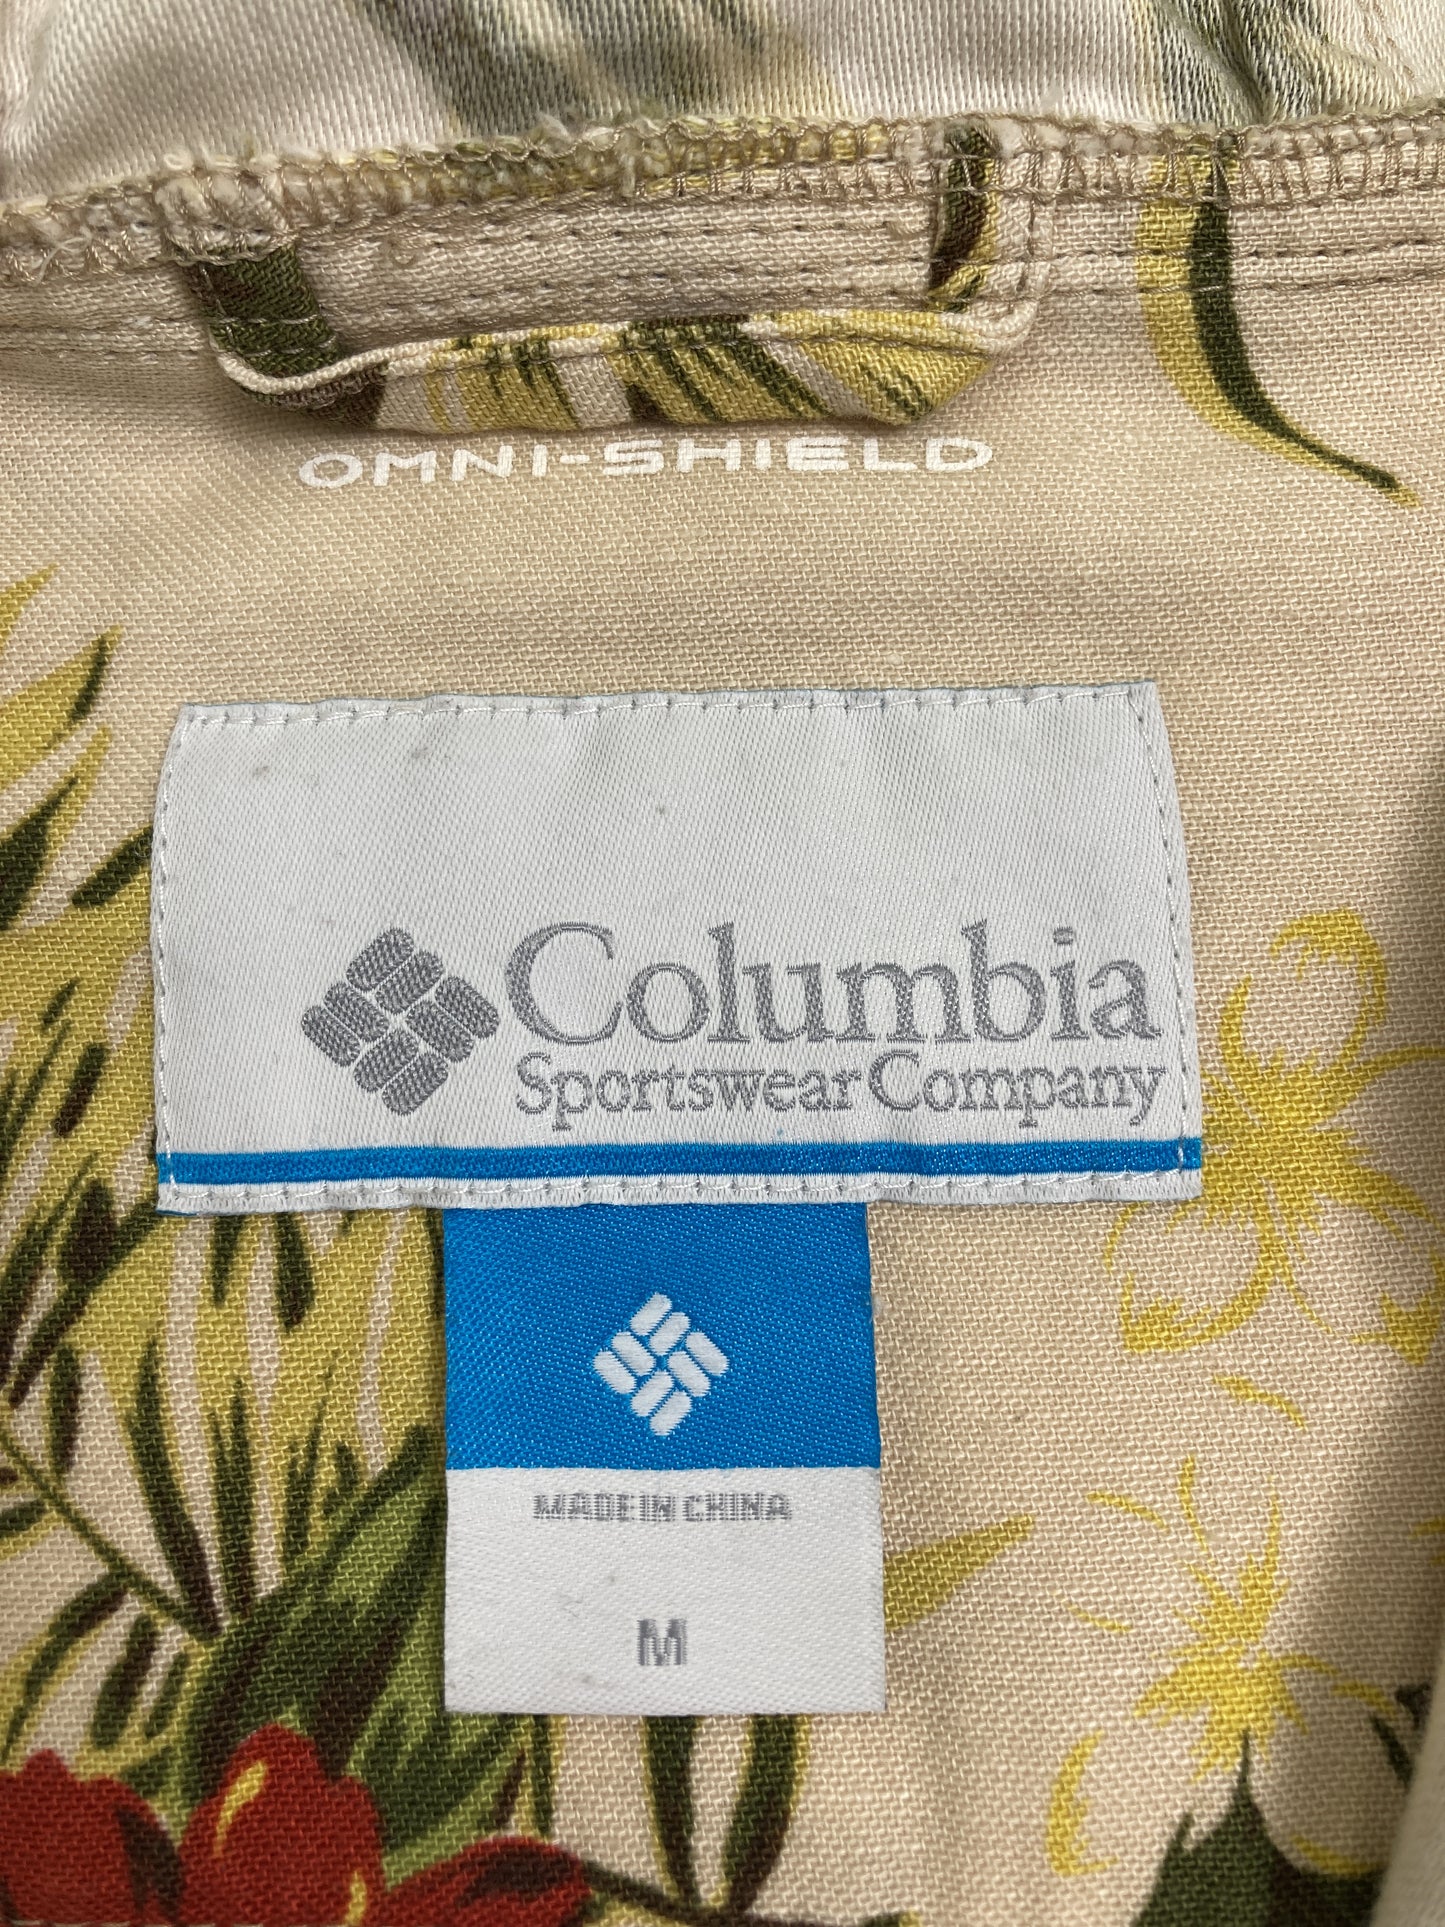 OMNI-SHIELD
Columbia
Sportswear Company
MADE IN CHINA
M